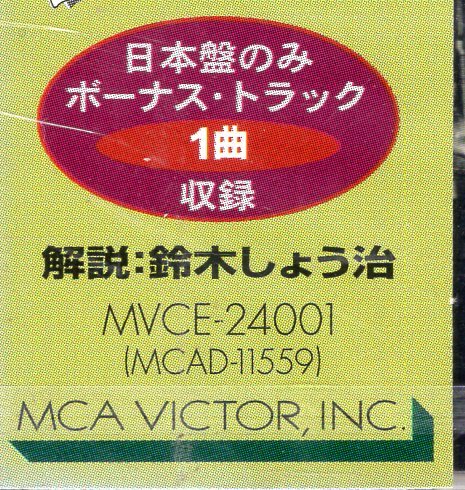 日本盤のみ
ボーナス・トラック
1曲
収録
解説:鈴木しょう治
MVCE-24001
(MCAD-11559)
MCA VICTOR, INC.